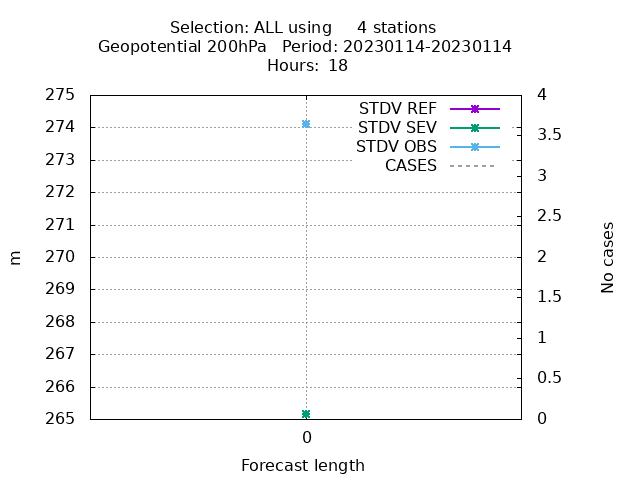 Selection: ALL using     4 stations
Geopotential 200hPa   Period: 20230114-20230114
Hours:  18
275
274
273
272
271
270
269
268
267
266
265
m
STDV REF
STDV SEV
STDV OBS
CASES
4
3.5
3
2.5
2
1.5
1
0.5
0
No cases
0
Forecast length